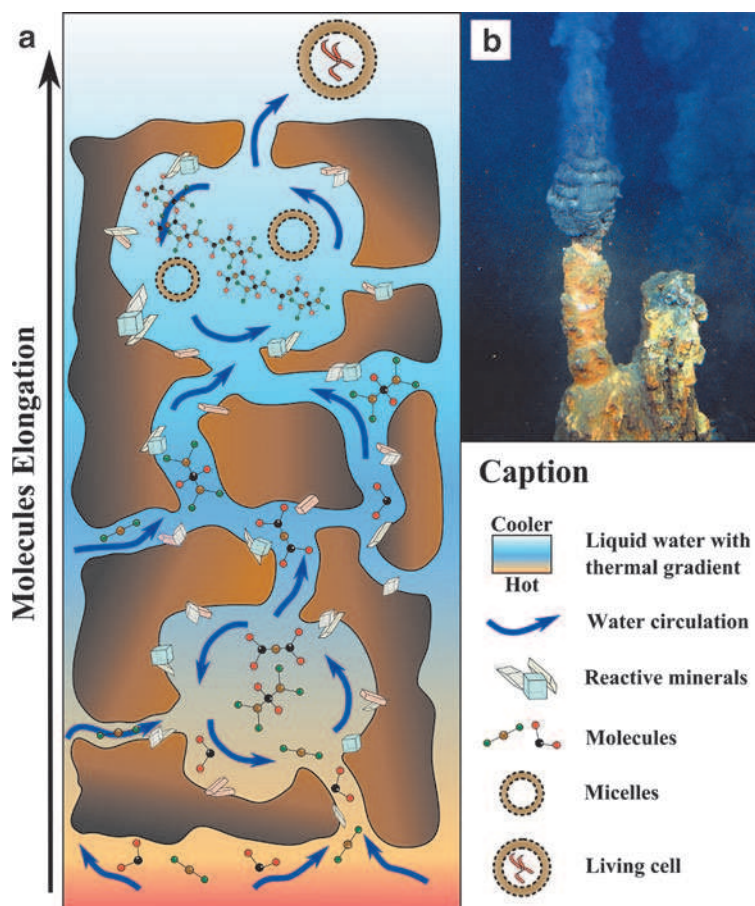 a
Molecules Elongation
b
Caption
Cooler
Hot
Liquid water with
thermal gradient
Water circulation
Reactive minerals
Molecules
Micelles
Living cell